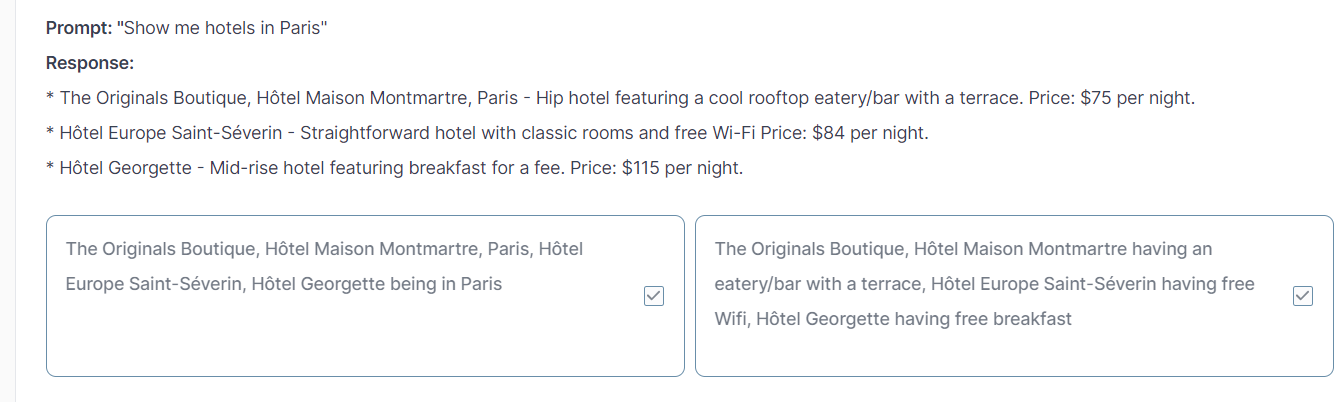 Prompt: "Show me hotels in Paris"
Response:
* The Originals Boutique, Hôtel Maison Montmartre, Paris - Hip hotel featuring a cool rooftop eatery/bar with a terrace. Price: $75 per night.
* Hôtel Europe Saint-Séverin - Straightforward hotel with classic rooms and free Wi-Fi Price: $84 per night.
* Hôtel Georgette - Mid-rise hotel featuring breakfast for a fee. Price: $115 per night.
The Originals Boutique, Hôtel Maison Montmartre, Paris, Hôtel
Europe Saint-Séverin, Hôtel Georgette being in Paris
The Originals Boutique, Hôtel Maison Montmartre having an
eatery/bar with a terrace, Hôtel Europe Saint-Séverin having free
Wifi, Hôtel Georgette having free breakfast